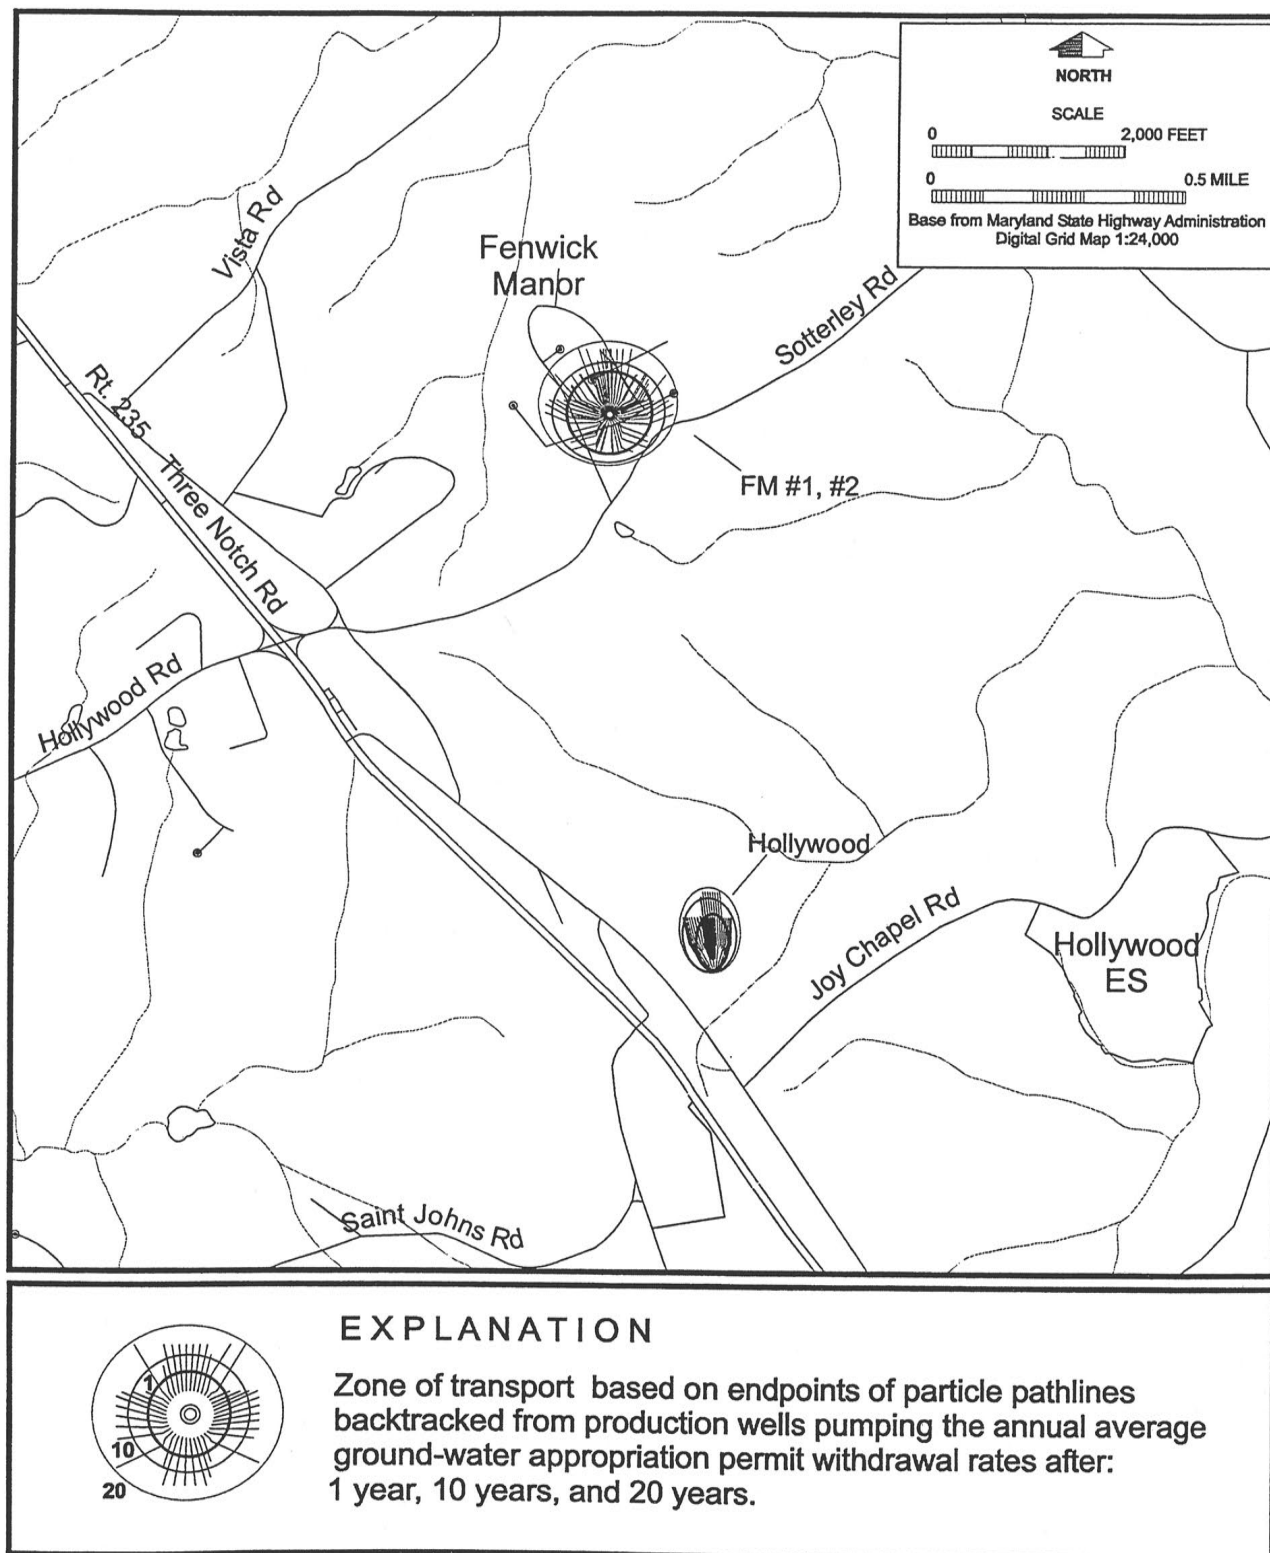 NORTH
SCALE
0 2,000 FEET
0 0.5 MILE
Base from Maryland State Highway Administration
Digital Grid Map 1:24,000
Vista Rd
Fenwick
Manor
Sotterley Rd
Rt. 235
Three Notch Rd
FM #1, #2
Hollywood Rd
Hollywood
Joy Chapel Rd
Hollywood
ES
Saint Johns Rd
EXPLANATION
1
10
20
Zone of transport based on endpoints of particle pathlines
backtracked from production wells pumping the annual average
ground-water appropriation permit withdrawal rates after:
1 year, 10 years, and 20 years.